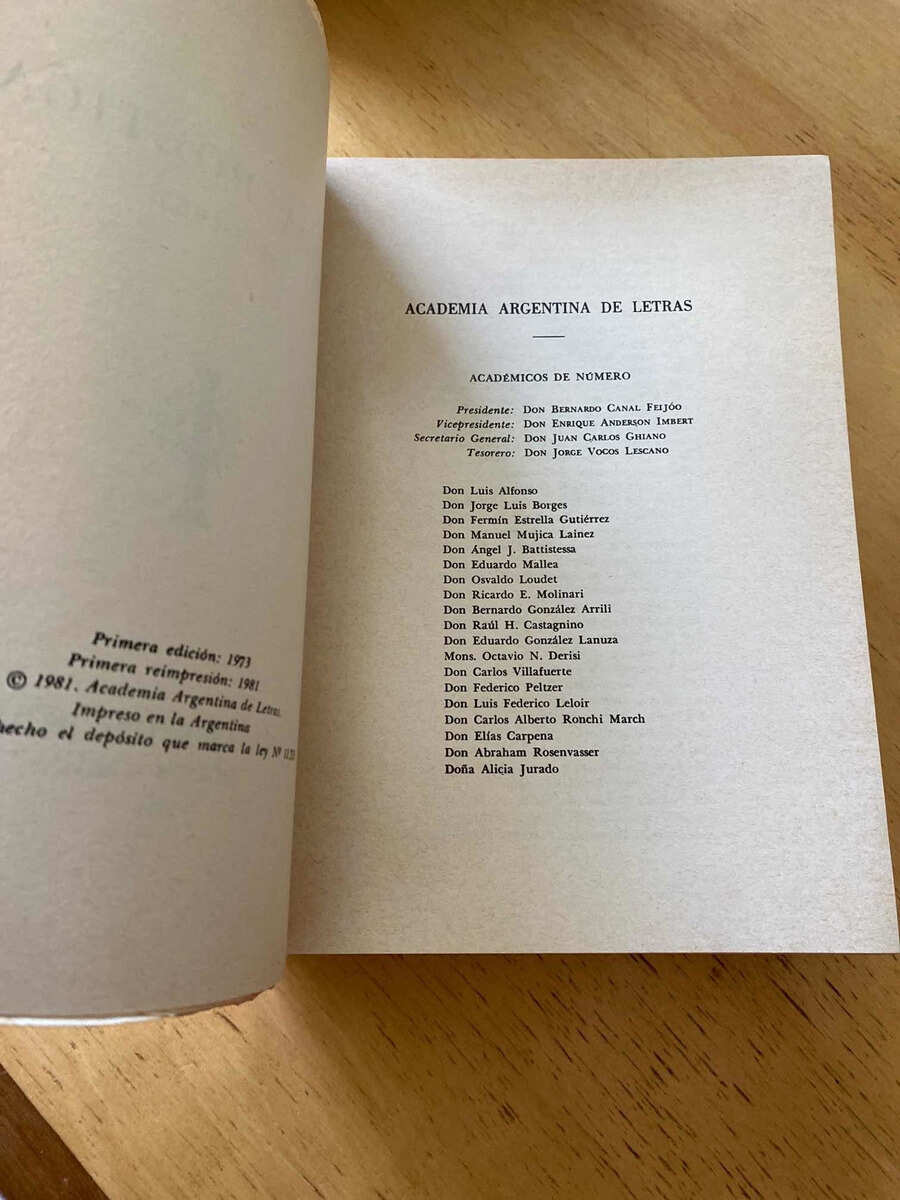 Primera edición: 1973
Primera reimpresión: 1981
© 1981. Academia Argentina de Letras.
Impreso en la Argentina
hecho el depósito que marca la ley Nº
ACADEMIA ARGENTINA DE LETRAS
ACADÉMICOS DE NÚMERO
Presidente: DON BERNARDO CANAL FEIJÓO
Vicepresidente: DON ENRIQUE ANDERSON IMBERT
Secretario General: DON JUAN CARLOS GHIANO
Tesorero: DON JORGE VOCOS LESCANO
Don Luis Alfonso
Don Jorge Luis Borges
Don Fermín Estrella Gutiérrez
Don Manuel Mujica Lainez
Don Ángel J. Battistessa
Don Eduardo Mallea
Don Osvaldo Loudet
Don Ricardo E. Molinari
Don Bernardo González Arrili
Don Raúl H. Castagnino
Don Eduardo González Lanuza
Mons. Octavio N. Derisi
Don Carlos Villafuerte
Don Federico Peltzer
Don Luis Federico Leloir
Don Carlos Alberto Ronchi March
Don Elías Carpena
Don Abraham Rosenvasser
Doña Alicia Jurado